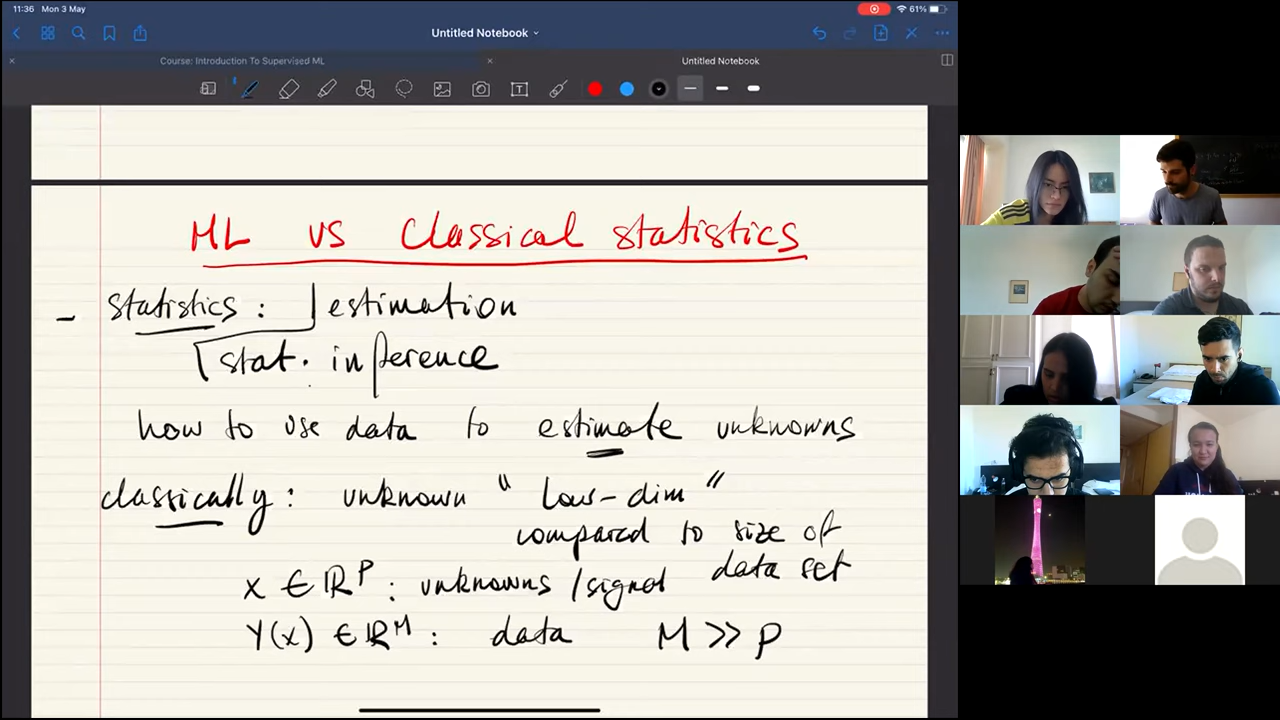 11:36 Mon 3 May
61%
Untitled Notebook
Course: Introduction To Supervised ML
Untitled Notebook
ML vs Classical statistics
- statistics: estimation
stat. inference
how to use data to estimate unknowns
classically: unknown "low-dim"
compared to size of
data set
x ∈ ℝᵖ : unknowns/signal
Y(x) ∈ ℝᴹ : data M >> p